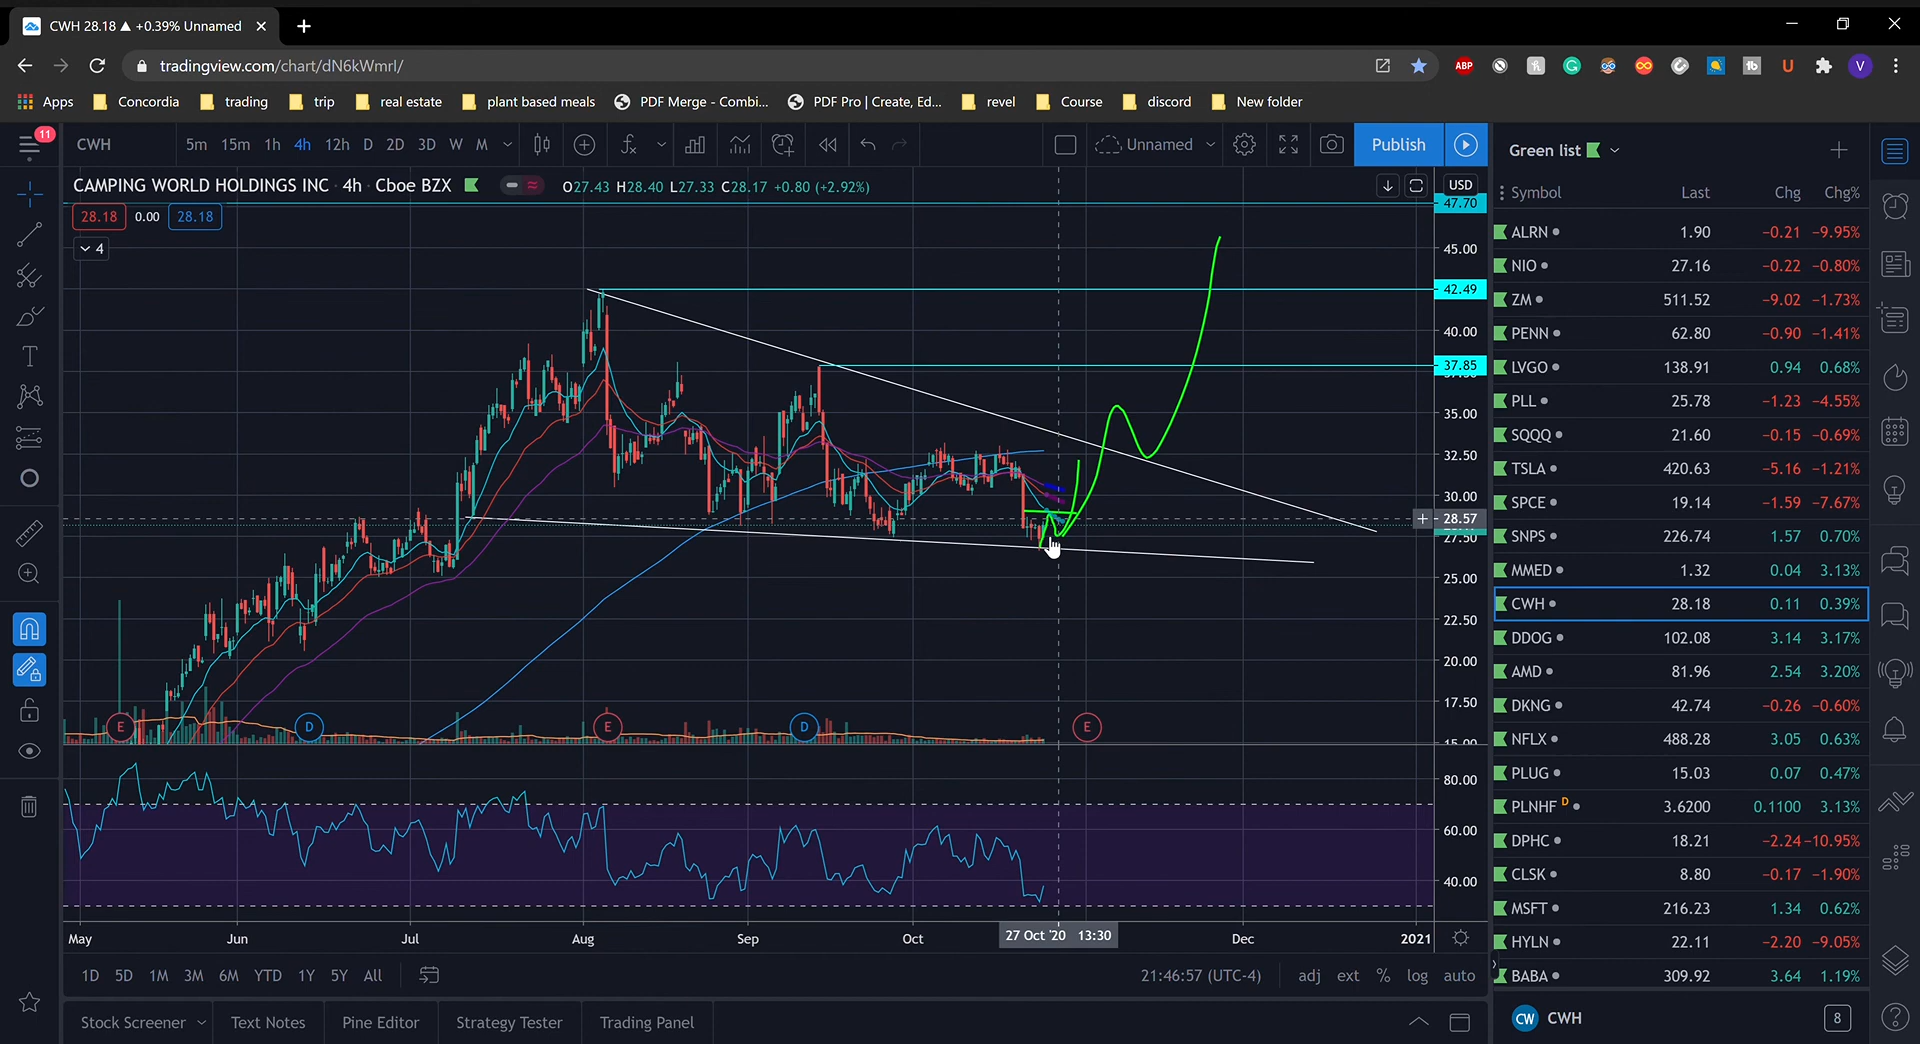 CWH 28.18 ▲ +0.39% Unnamed
tradingview.com/chart/dN6kWmrl/
ABP
tb
U
V
Apps Concordia trading trip real estate plant based meals PDF Merge - Combi... PDF Pro | Create, Ed... revel Course discord New folder
11
CWH 5m 15m 1h 4h 12h D 2D 3D W M Unnamed Publish
Green list
CAMPING WORLD HOLDINGS INC · 4h · Cboe BZX O27.43 H28.40 L27.33 C28.17 +0.80 (+2.92%)
28.18 0.00 28.18
4
USD
47.70
45.00
42.49
40.00
37.85
35.00
32.50
30.00
28.57
27.50
25.00
22.50
20.00
17.50
15.00
E D E D E
80.00
60.00
40.00
May Jun Jul Aug Sep Oct 27 Oct '20 13:30 Dec 2021
1D 5D 1M 3M 6M YTD 1Y 5Y All 21:46:57 (UTC-4) adj ext % log auto
Stock Screener Text Notes Pine Editor Strategy Tester Trading Panel
Symbol Last Chg Chg%
ALRN 1.90 −0.21 −9.95%
NIO 27.16 −0.22 −0.80%
ZM 511.52 −9.02 −1.73%
PENN 62.80 −0.90 −1.41%
LVGO 138.91 0.94 0.68%
PLL 25.78 −1.23 −4.55%
SQQQ 21.60 −0.15 −0.69%
TSLA 420.63 −5.16 −1.21%
SPCE 19.14 −1.59 −7.67%
SNPS 226.74 1.57 0.70%
MMED 1.32 0.04 3.13%
CWH 28.18 0.11 0.39%
DDOG 102.08 3.14 3.17%
AMD 81.96 2.54 3.20%
DKNG 42.74 −0.26 −0.60%
NFLX 488.28 3.05 0.63%
PLUG 15.03 0.07 0.47%
PLNHF D 3.6200 0.1100 3.13%
DPHC 18.21 −2.24 −10.95%
CLSK 8.80 −0.17 −1.90%
MSFT 216.23 1.34 0.62%
HYLN 22.11 −2.20 −9.05%
BABA 309.92 3.64 1.19%
CW CWH 8